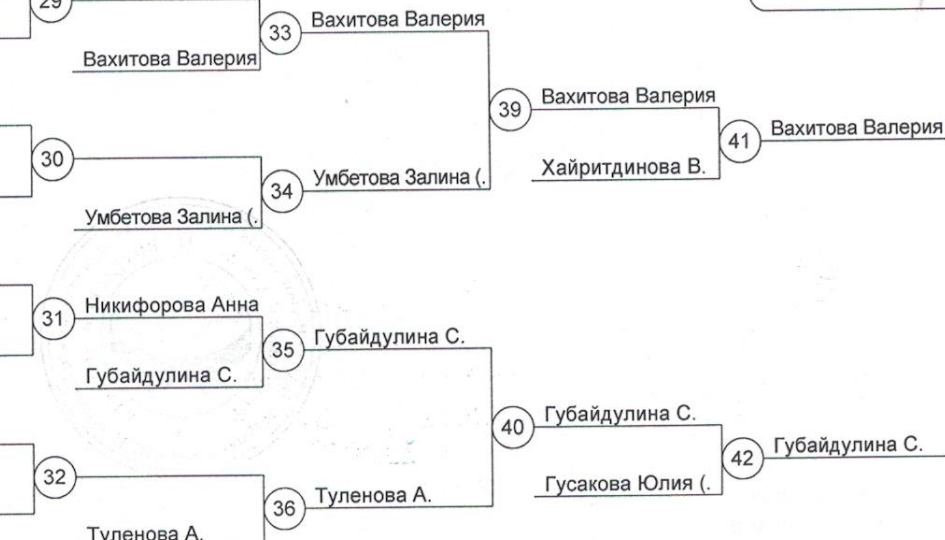 29
33
Вахитова Валерия
Вахитова Валерия
39
Вахитова Валерия
41
Вахитова Валерия
Хайритдинова В.
30
34
Умбетова Залина (.
Умбетова Залина (.
31
Никифорова Анна
35
Губайдулина С.
Губайдулина С.
40
Губайдулина С.
42
Губайдулина С.
Гусакова Юлия (.
32
36
Туленова А.
Туленова А.